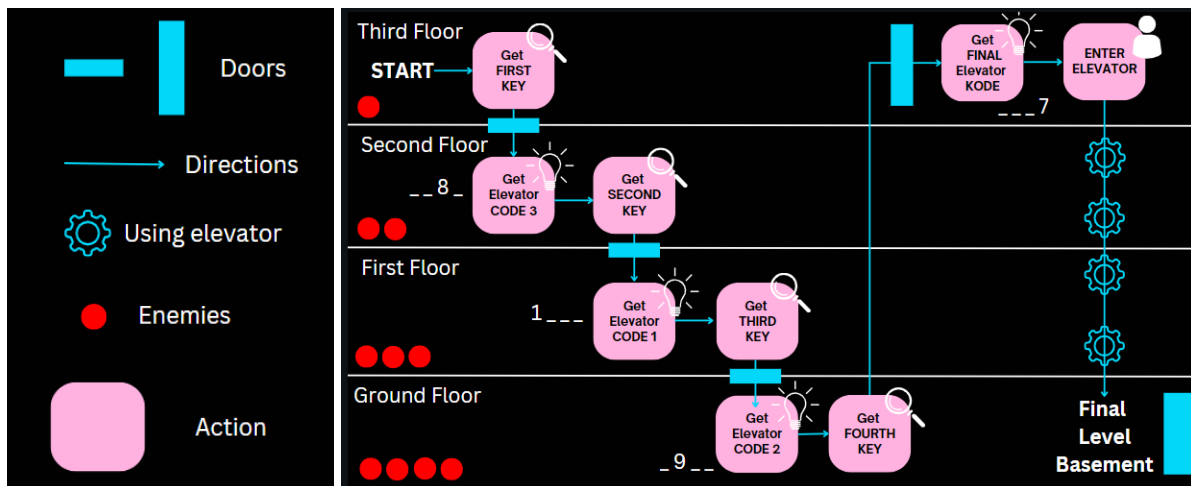 Doors
Directions
Using elevator
Enemies
Action
Third Floor
START
Get
FIRST
KEY
Get
FINAL
Elevator
KODE
ENTER
ELEVATOR
_ _ _ 7
Second Floor
_ _ 8 _
Get
Elevator
CODE 3
Get
SECOND
KEY
First Floor
1 _ _ _
Get
Elevator
CODE 1
Get
THIRD
KEY
Ground Floor
_ 9 _ _
Get
Elevator
CODE 2
Get
FOURTH
KEY
Final
Level
Basement